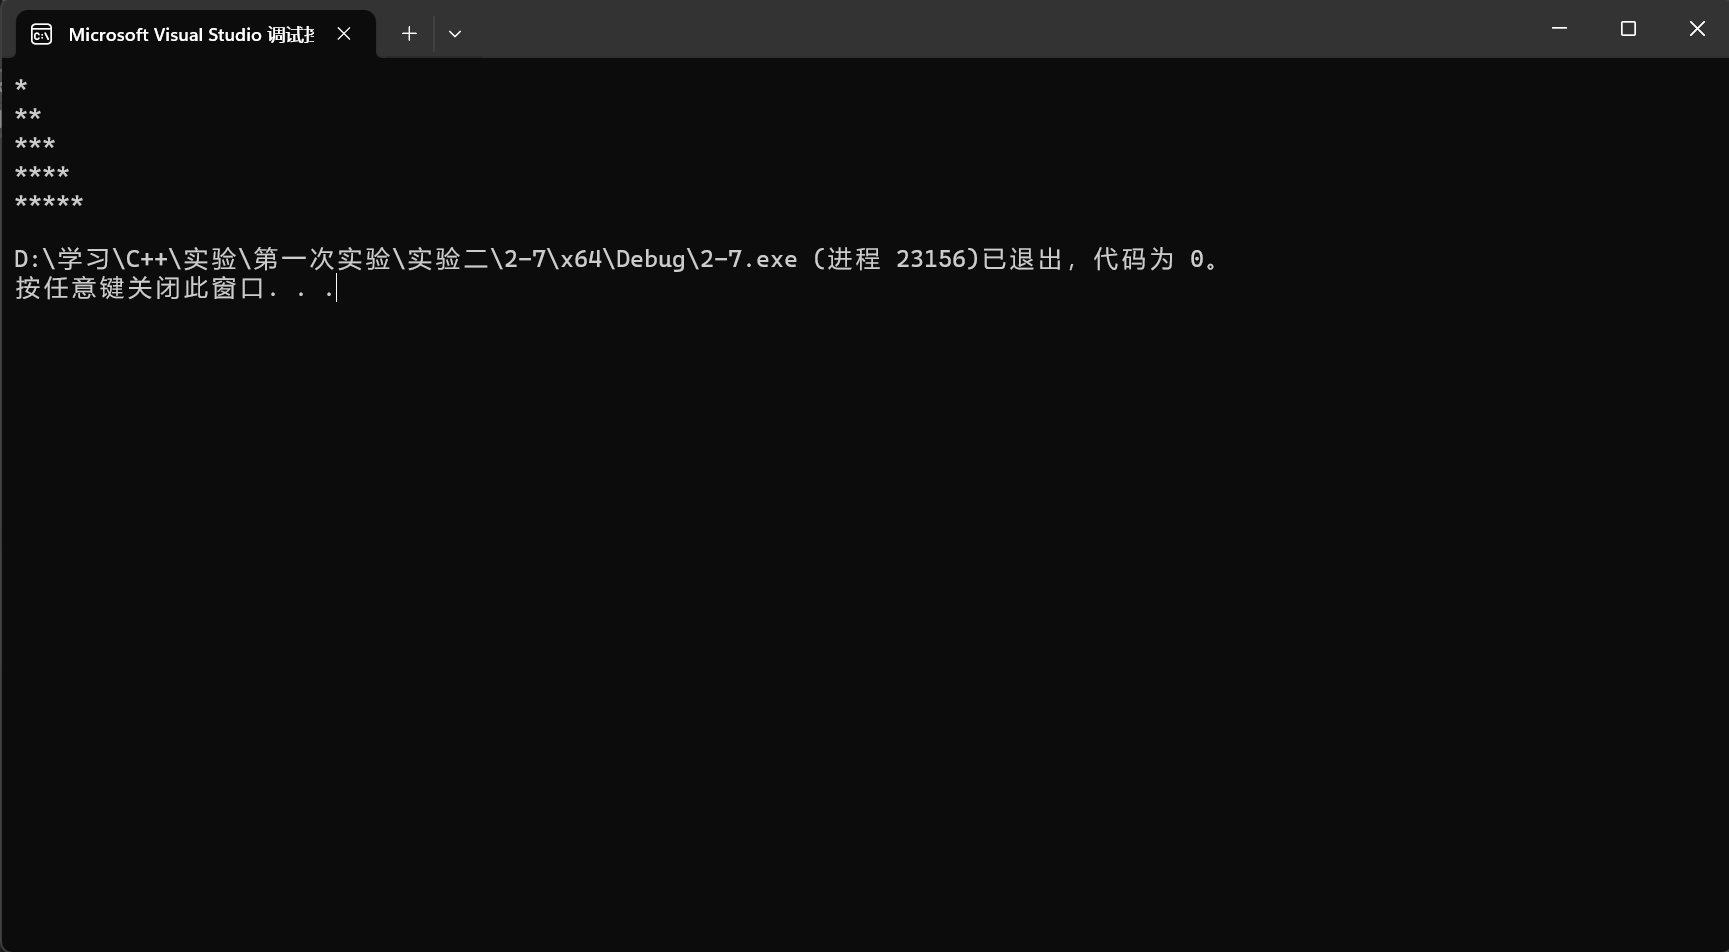 Microsoft Visual Studio 调试
*
**
***
****
*****
D:\学习\C++\实验\第一次实验\实验二\2-7\x64\Debug\2-7.exe (进程 23156)已退出，代码为 0。
按任意键关闭此窗口. . .